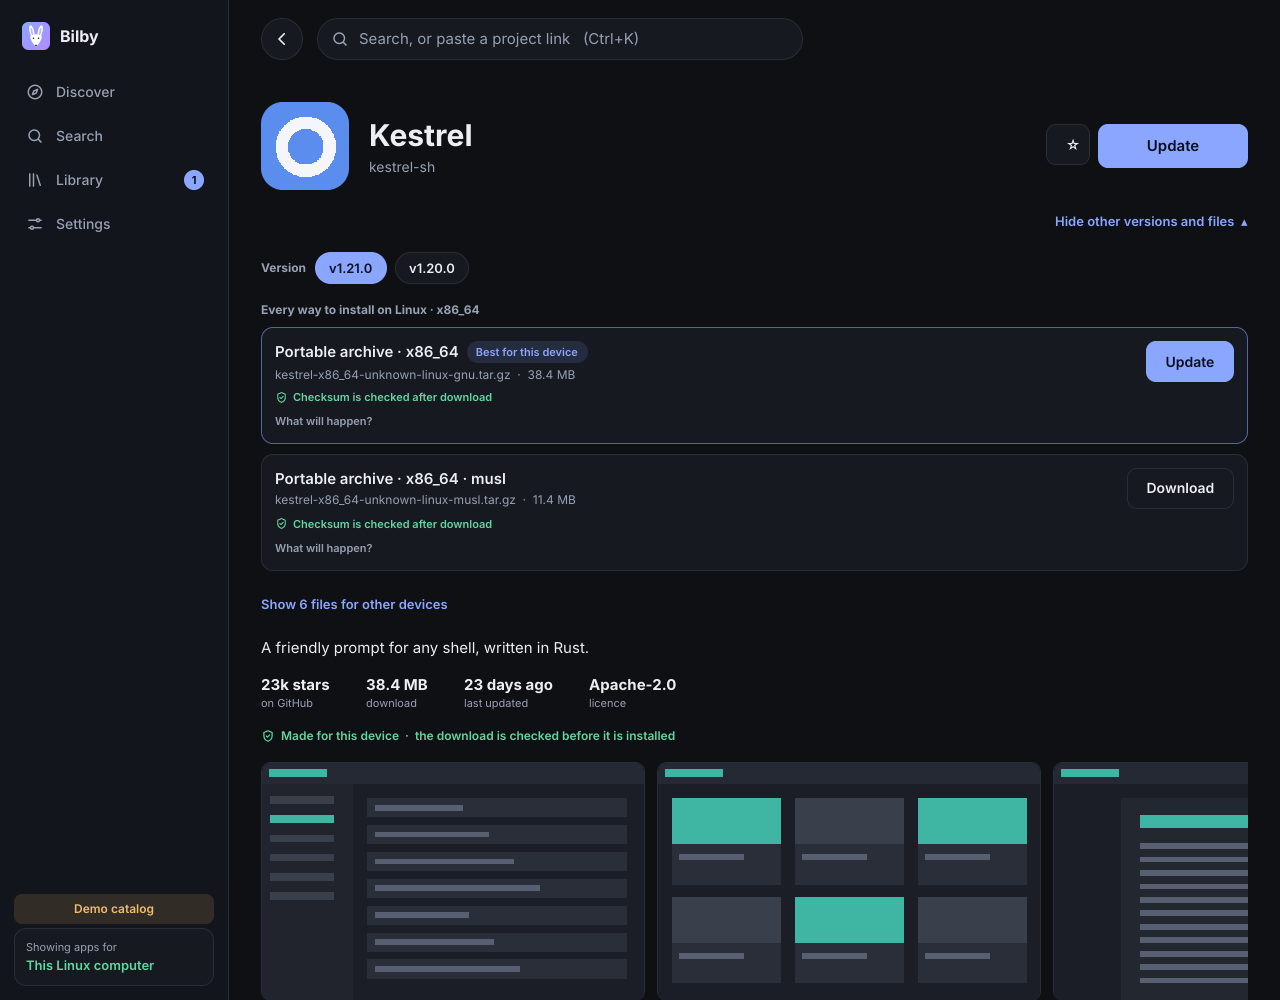 Bilby
Discover
Search
Library 1
Settings
Demo catalog
Showing apps for
This Linux computer
Search, or paste a project link (Ctrl+K)
Kestrel
kestrel-sh
☆ Update
Hide other versions and files ▲
Version v1.21.0 v1.20.0
Every way to install on Linux · x86_64
Portable archive · x86_64 Best for this device
kestrel-x86_64-unknown-linux-gnu.tar.gz · 38.4 MB
Checksum is checked after download
What will happen?
Update
Portable archive · x86_64 · musl
kestrel-x86_64-unknown-linux-musl.tar.gz · 11.4 MB
Checksum is checked after download
What will happen?
Download
Show 6 files for other devices
A friendly prompt for any shell, written in Rust.
23k stars 38.4 MB 23 days ago Apache-2.0
on GitHub download last updated licence
Made for this device · the download is checked before it is installed